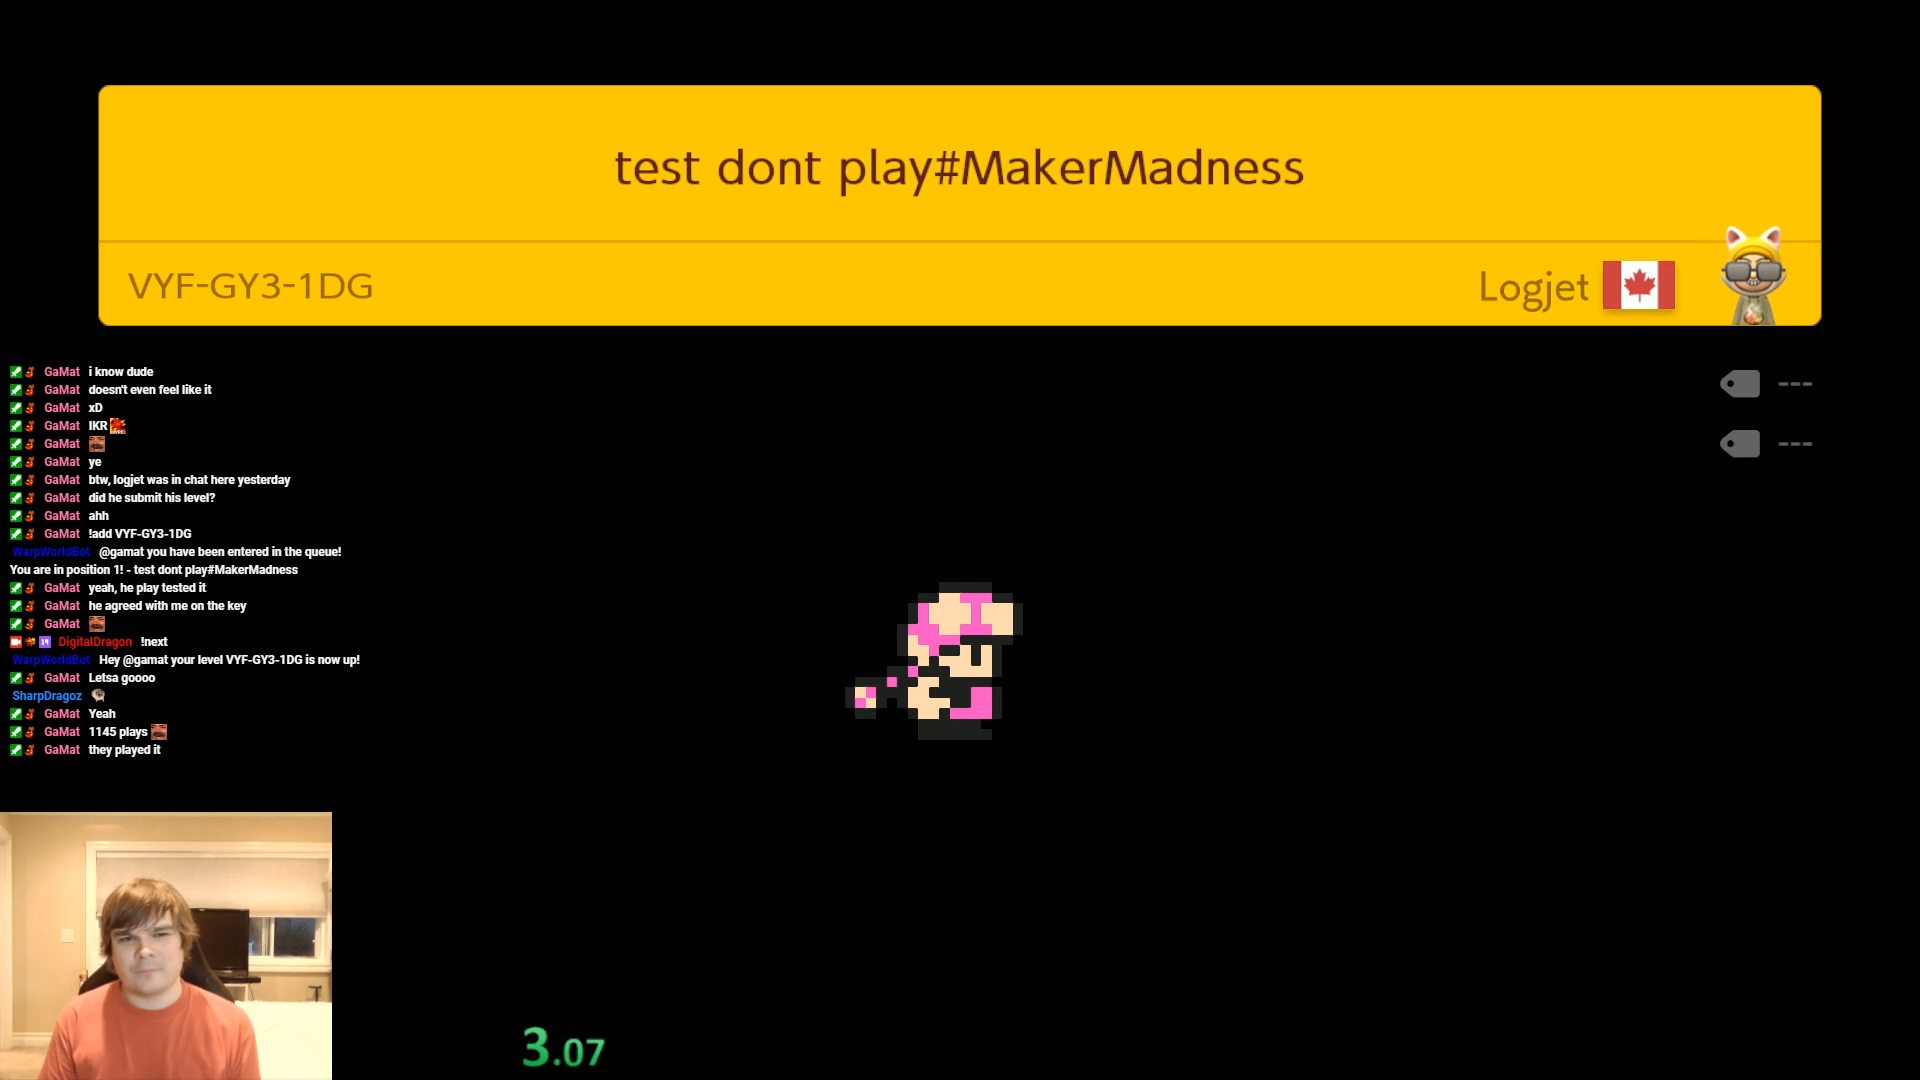 test dont play#MakerMadness
VYF-GY3-1DG
Logjet
---
---
GaMat i know dude
GaMat doesn't even feel like it
GaMat xD
GaMat IKR
GaMat
GaMat ye
GaMat btw, logjet was in chat here yesterday
GaMat did he submit his level?
GaMat ahh
GaMat !add VYF-GY3-1DG
WarpWorldBot @gamat you have been entered in the queue!
You are in position 1! - test dont play#MakerMadness
GaMat yeah, he play tested it
GaMat he agreed with me on the key
GaMat
DigitalDragon !next
WarpWorldBot Hey @gamat your level VYF-GY3-1DG is now up!
GaMat Letsa goooo
SharpDragoz
GaMat Yeah
GaMat 1145 plays
GaMat they played it
3.07